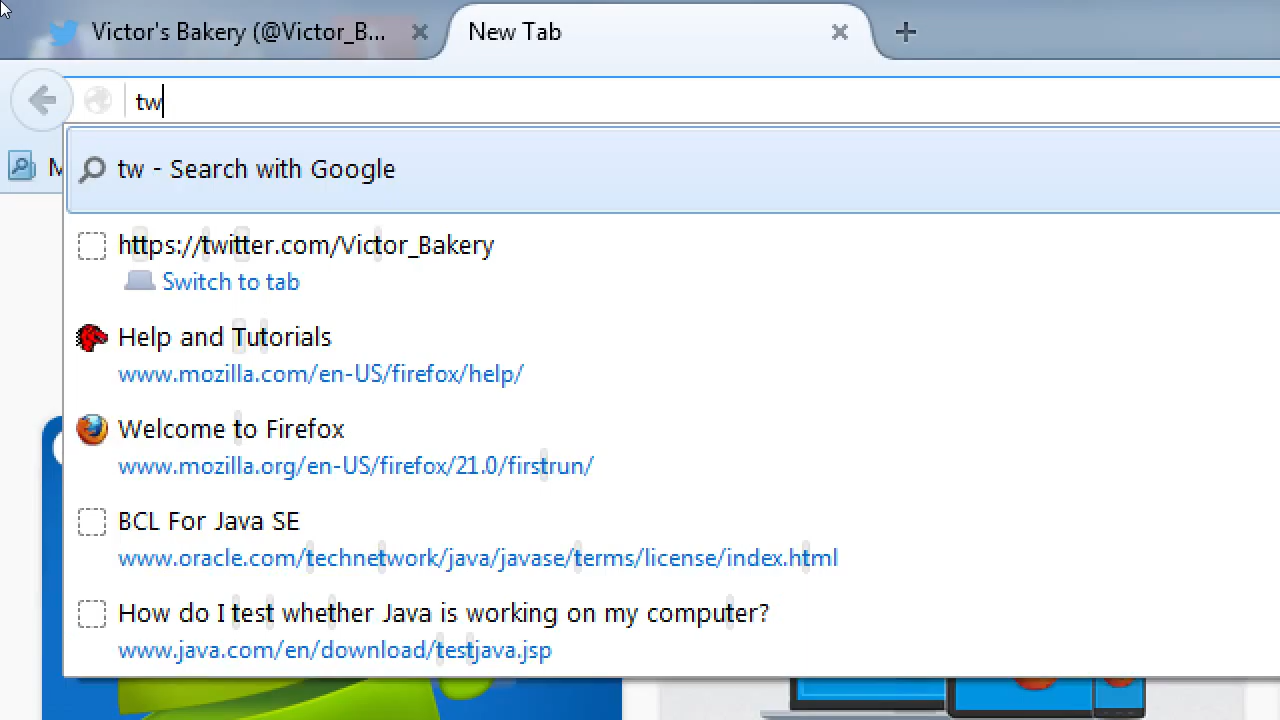 Victor's Bakery (@Victor_B...
New Tab
tw
M
tw - Search with Google
https://twitter.com/Victor_Bakery
Switch to tab
Help and Tutorials
www.mozilla.com/en-US/firefox/help/
Welcome to Firefox
www.mozilla.org/en-US/firefox/21.0/firstrun/
BCL For Java SE
www.oracle.com/technetwork/java/javase/terms/license/index.html
How do I test whether Java is working on my computer?
www.java.com/en/download/testjava.jsp